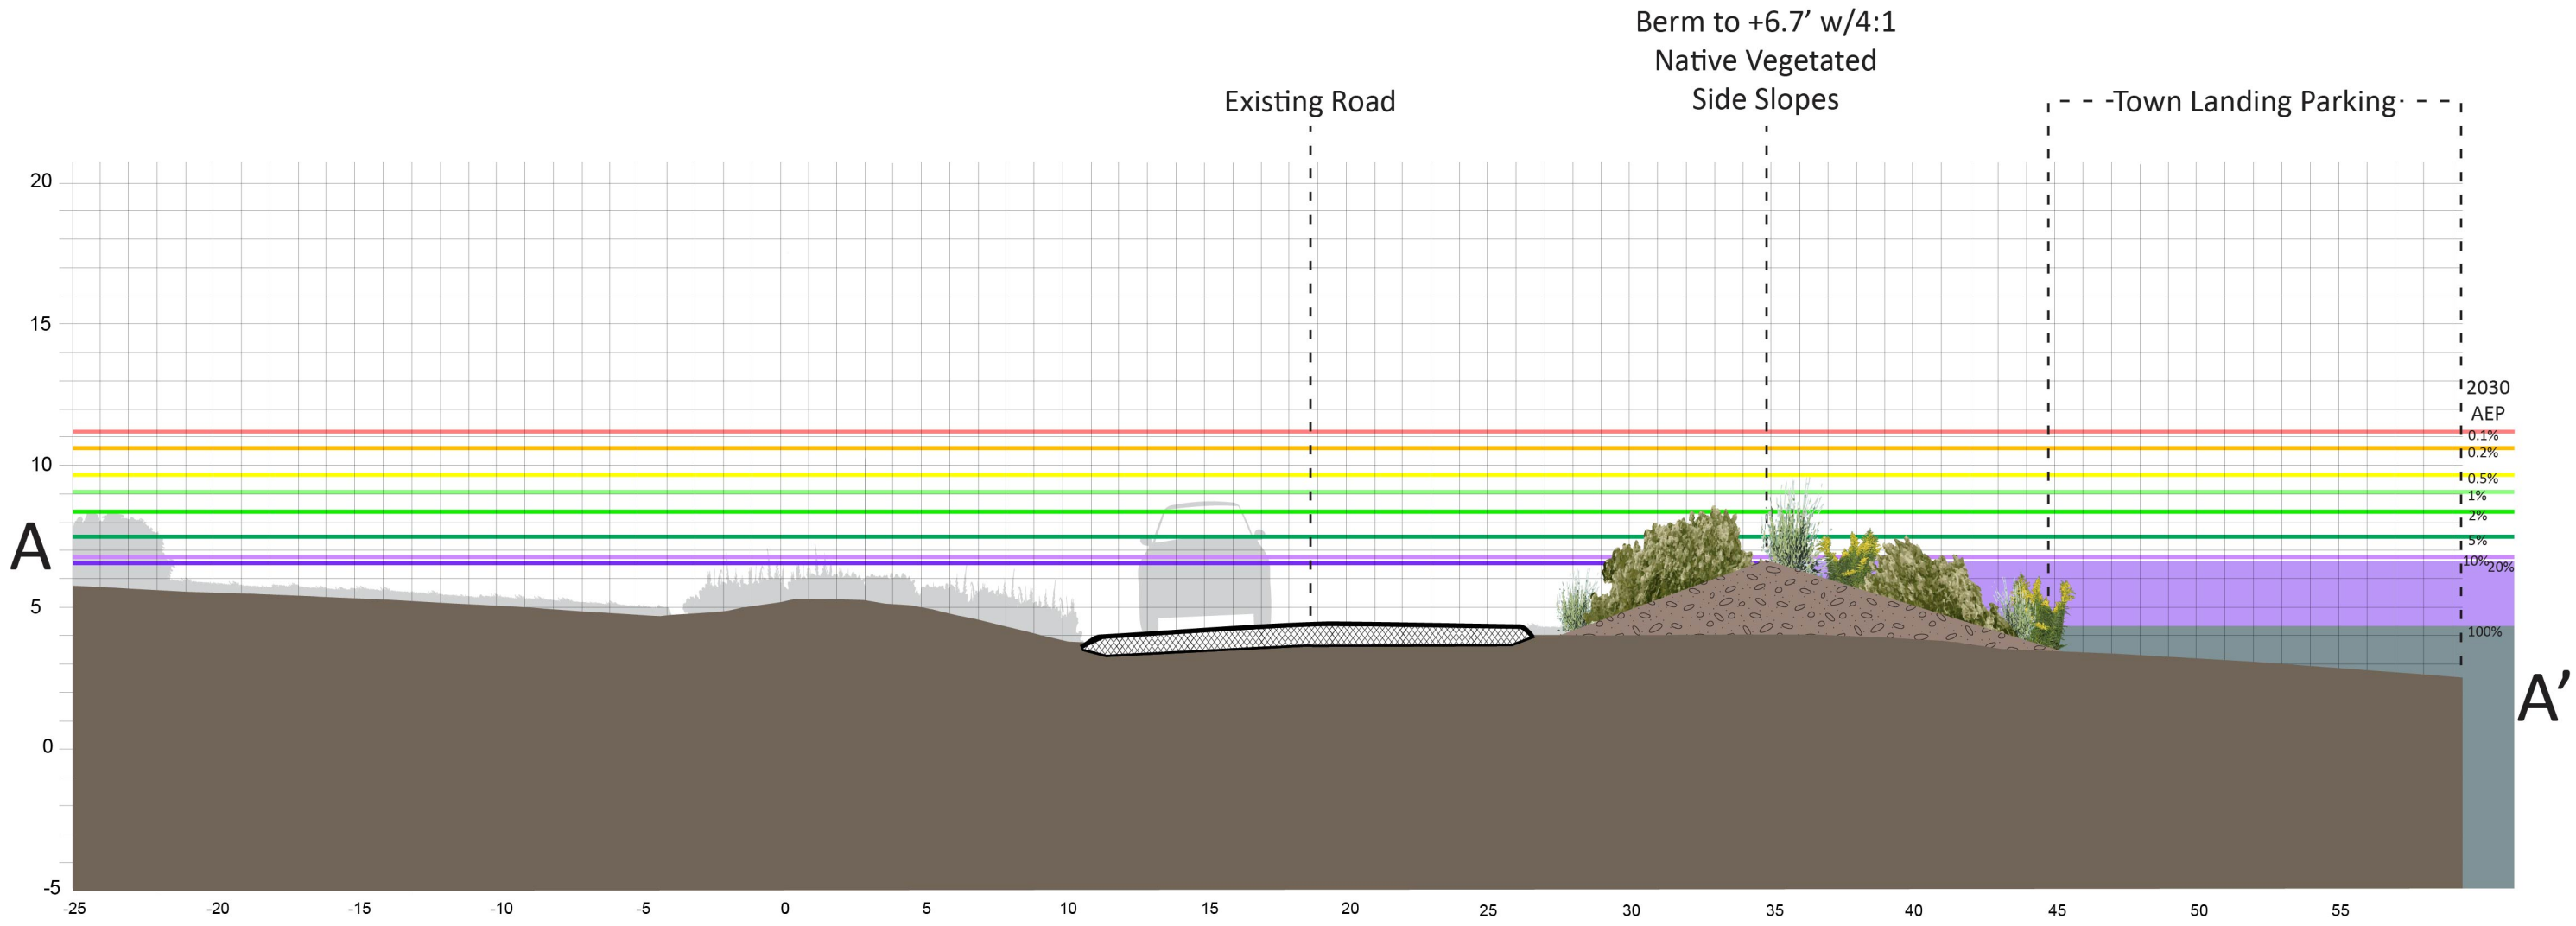 Berm to +6.7’ w/4:1
Native Vegetated
Side Slopes
Existing Road
Town Landing Parking
20
15
10
5
0
-5
A
A’
2030
AEP
0.1%
0.2%
0.5%
1%
2%
5%
10%
20%
100%
-25 -20 -15 -10 -5 0 5 10 15 20 25 30 35 40 45 50 55